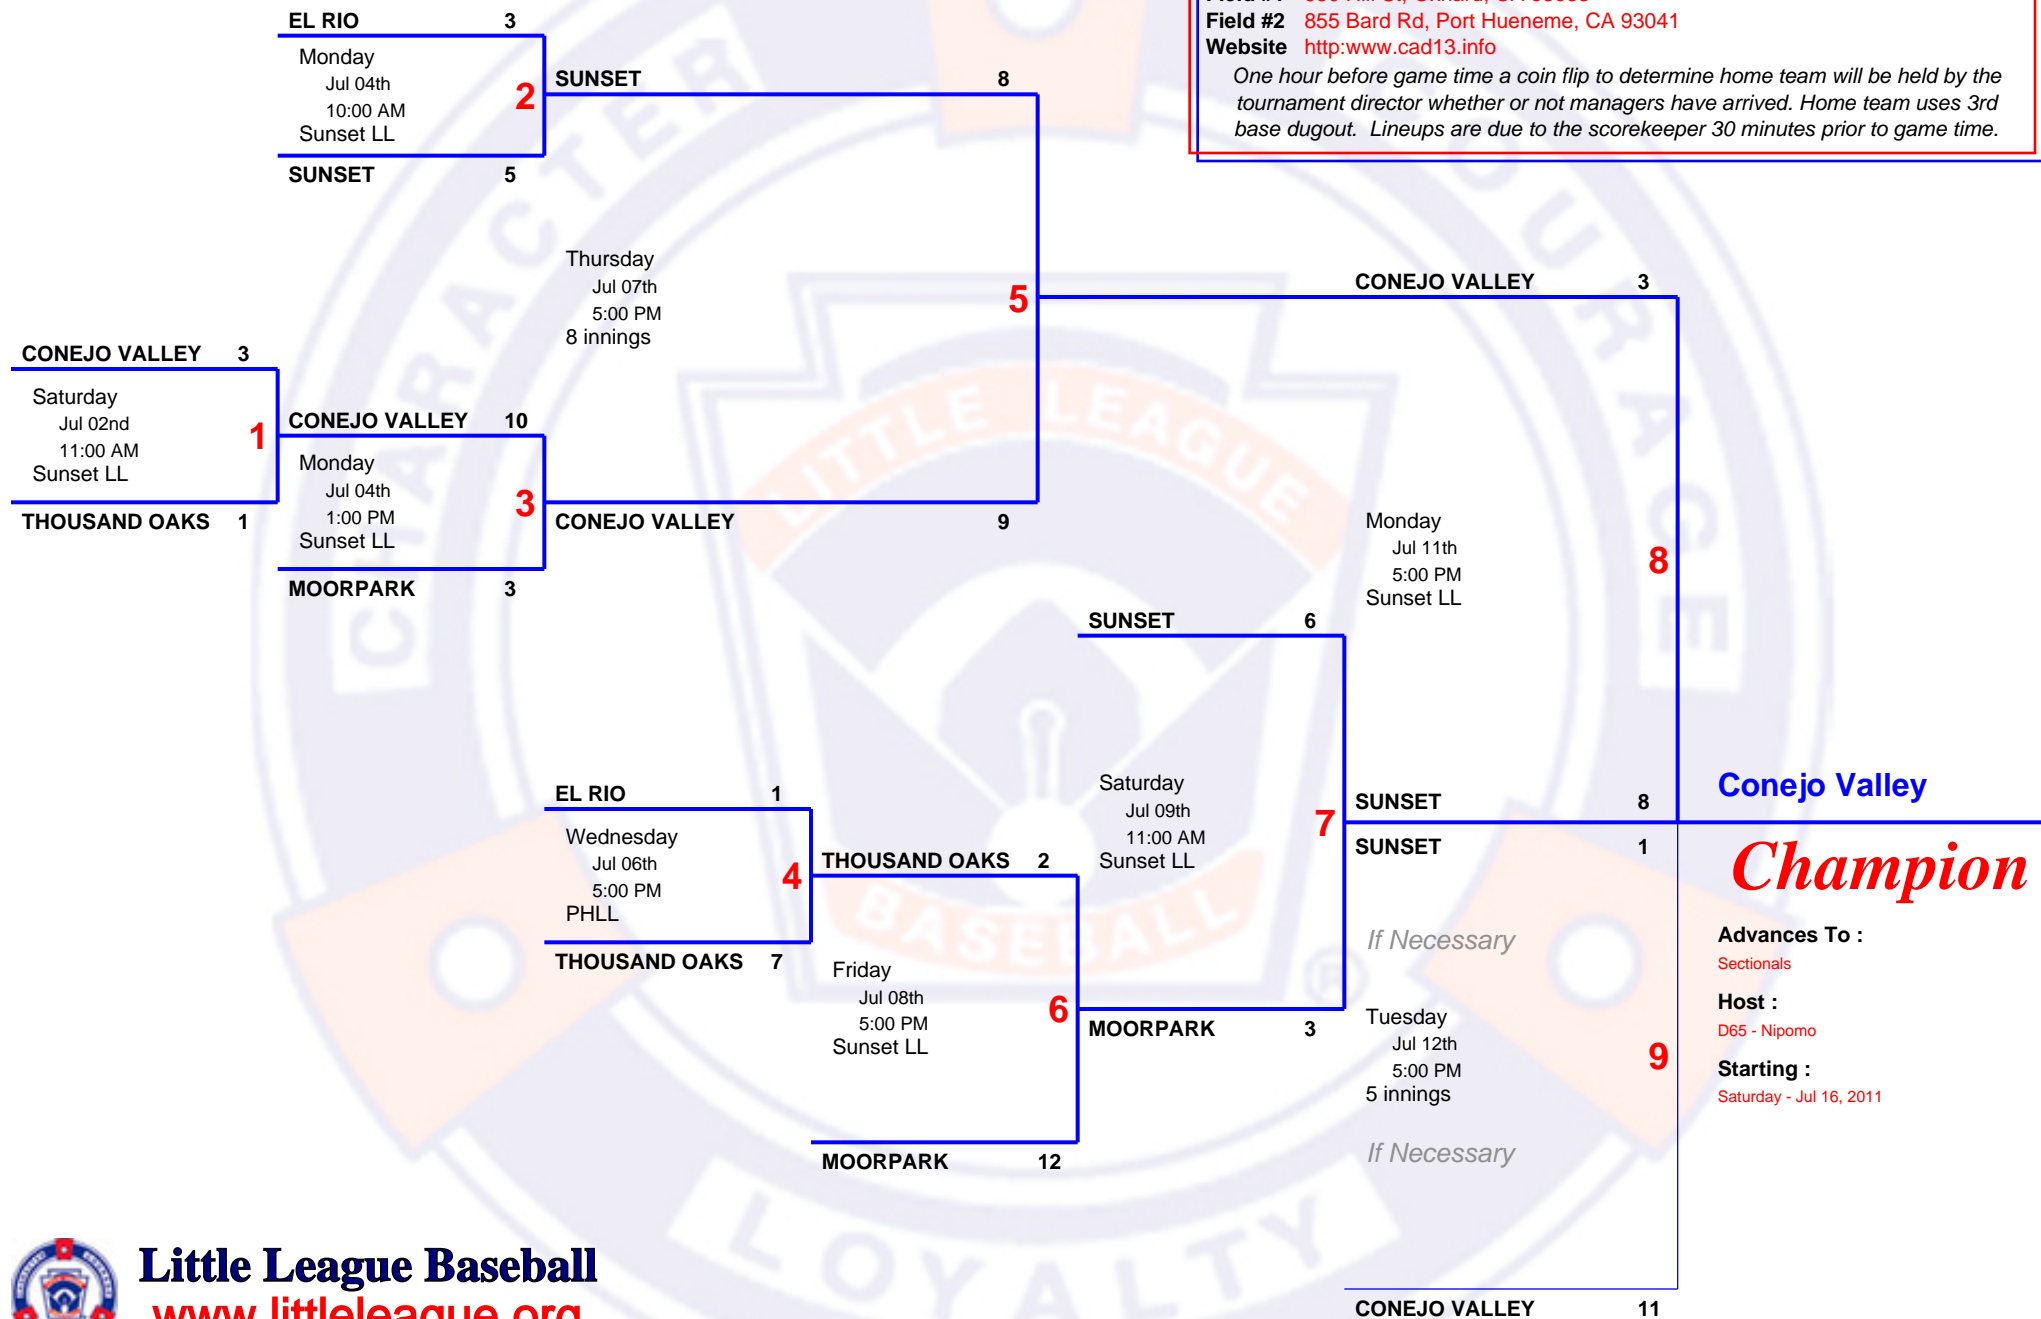 EL RIO 3
Monday
Jul 04th
10:00 AM
Sunset LL
2
SUNSET 5
SUNSET 8
Field #2 855 Bard Rd, Port Hueneme, CA 93041
Website http:www.cad13.info
One hour before game time a coin flip to determine home team will be held by the
tournament director whether or not managers have arrived. Home team uses 3rd
base dugout. Lineups are due to the scorekeeper 30 minutes prior to game time.
Thursday
Jul 07th
5:00 PM
8 innings
5
CONEJO VALLEY 3
CONEJO VALLEY 3
Saturday
Jul 02nd
11:00 AM
Sunset LL
1
THOUSAND OAKS 1
CONEJO VALLEY 10
Monday
Jul 04th
1:00 PM
Sunset LL
3
MOORPARK 3
CONEJO VALLEY 9
Monday
Jul 11th
5:00 PM
Sunset LL
8
SUNSET 6
Saturday
Jul 09th
11:00 AM
Sunset LL
7
MOORPARK 3
EL RIO 1
Wednesday
Jul 06th
5:00 PM
PHLL
4
THOUSAND OAKS 7
THOUSAND OAKS 2
Friday
Jul 08th
5:00 PM
Sunset LL
6
MOORPARK 12
SUNSET 8
SUNSET 1
If Necessary
Tuesday
Jul 12th
5:00 PM
5 innings
9
If Necessary
CONEJO VALLEY 11
Conejo Valley
Champion
Advances To :
Sectionals
Host :
D65 - Nipomo
Starting :
Saturday - Jul 16, 2011
CHARACTER
COURAGE
LOYALTY
LITTLE LEAGUE
BASEBALL
®
Little League Baseball
www.littleleague.org